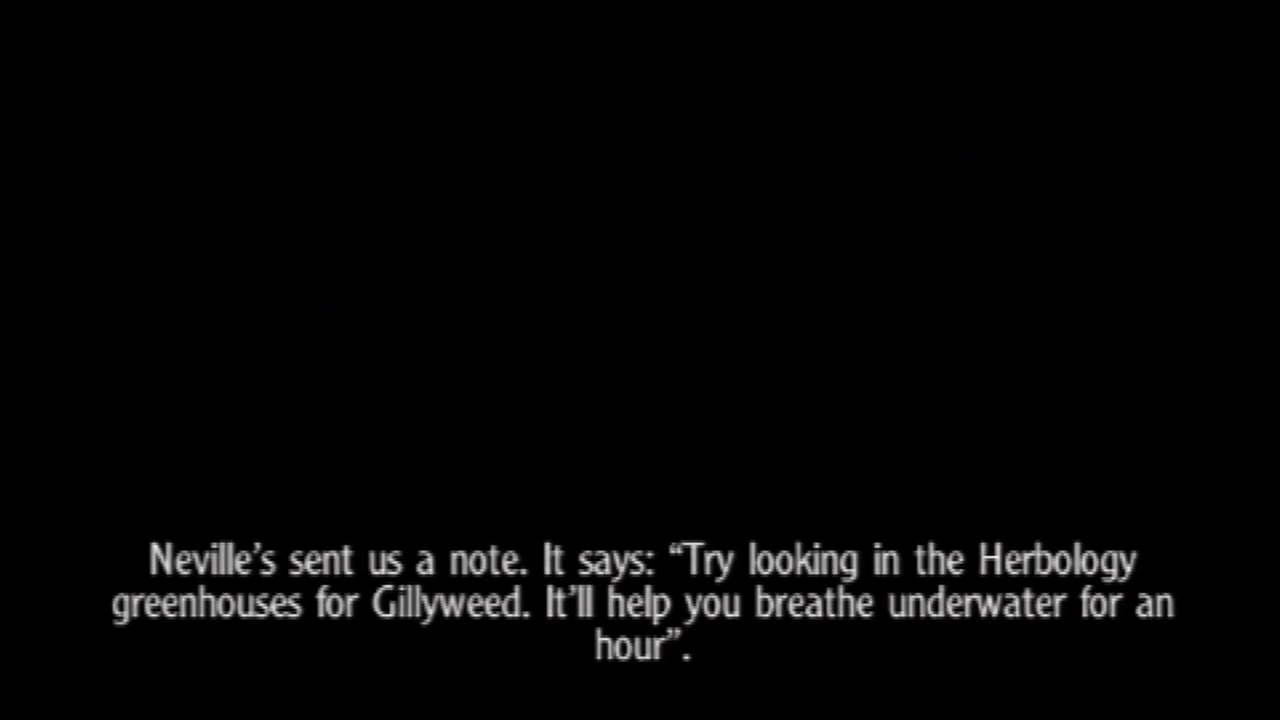 Neville’s sent us a note. It says: “Try looking in the Herbology
greenhouses for Gillyweed. It’ll help you breathe underwater for an
hour”.